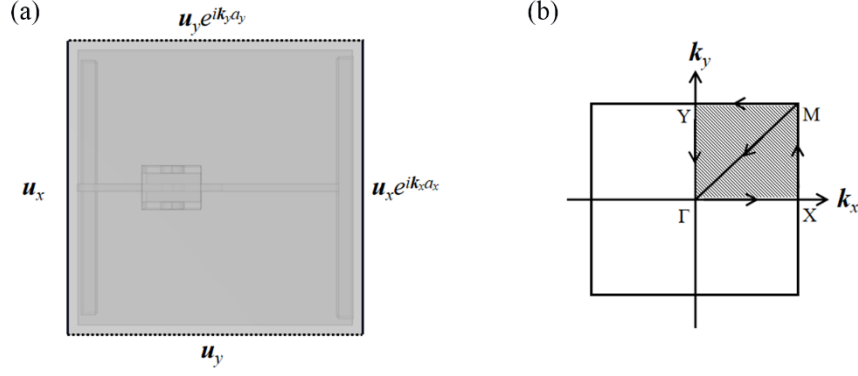 (a)
u_y e^{ik_y a_y}
u_x
u_x e^{ik_x a_x}
u_y
(b)
k_y
Y
M
Γ
X
k_x